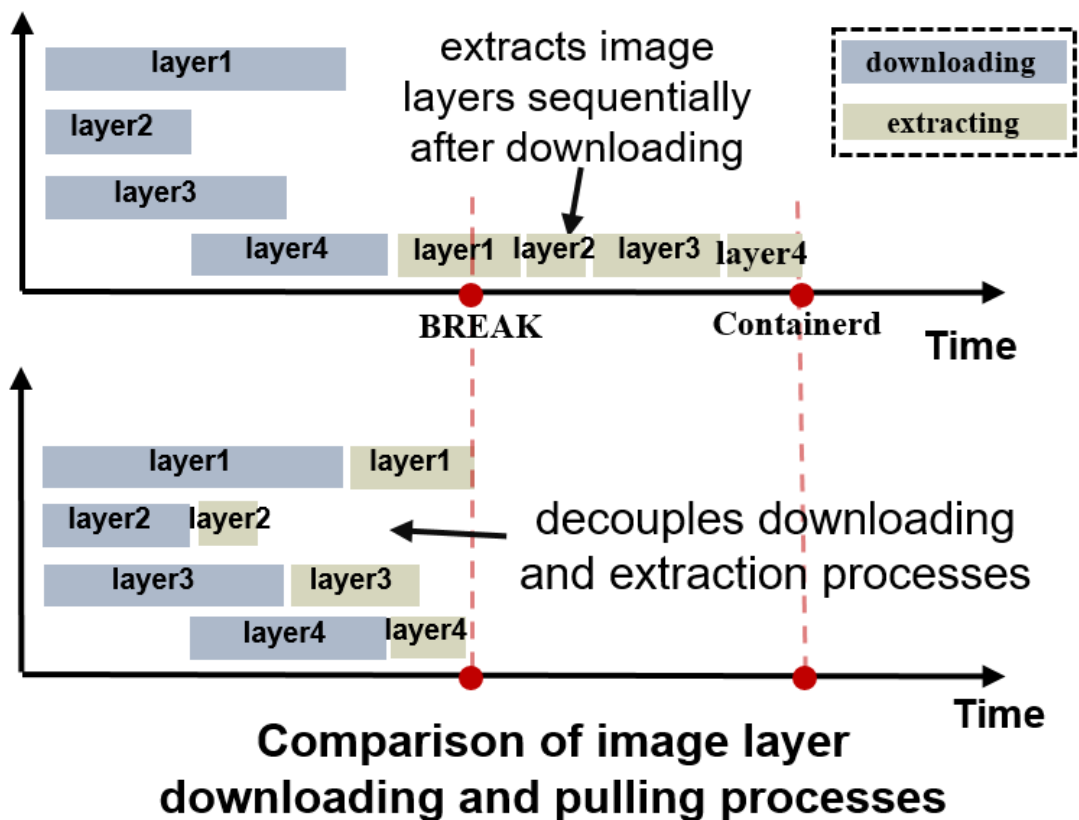 layer1
extracts image
layers sequentially
after downloading
downloading
extracting
layer2
layer3
layer4
layer1
layer2
layer3
layer4
BREAK
Containerd
Time
layer1
layer1
layer2
layer2
decouples downloading
and extraction processes
layer3
layer3
layer4
layer4
Time
Comparison of image layer
downloading and pulling processes